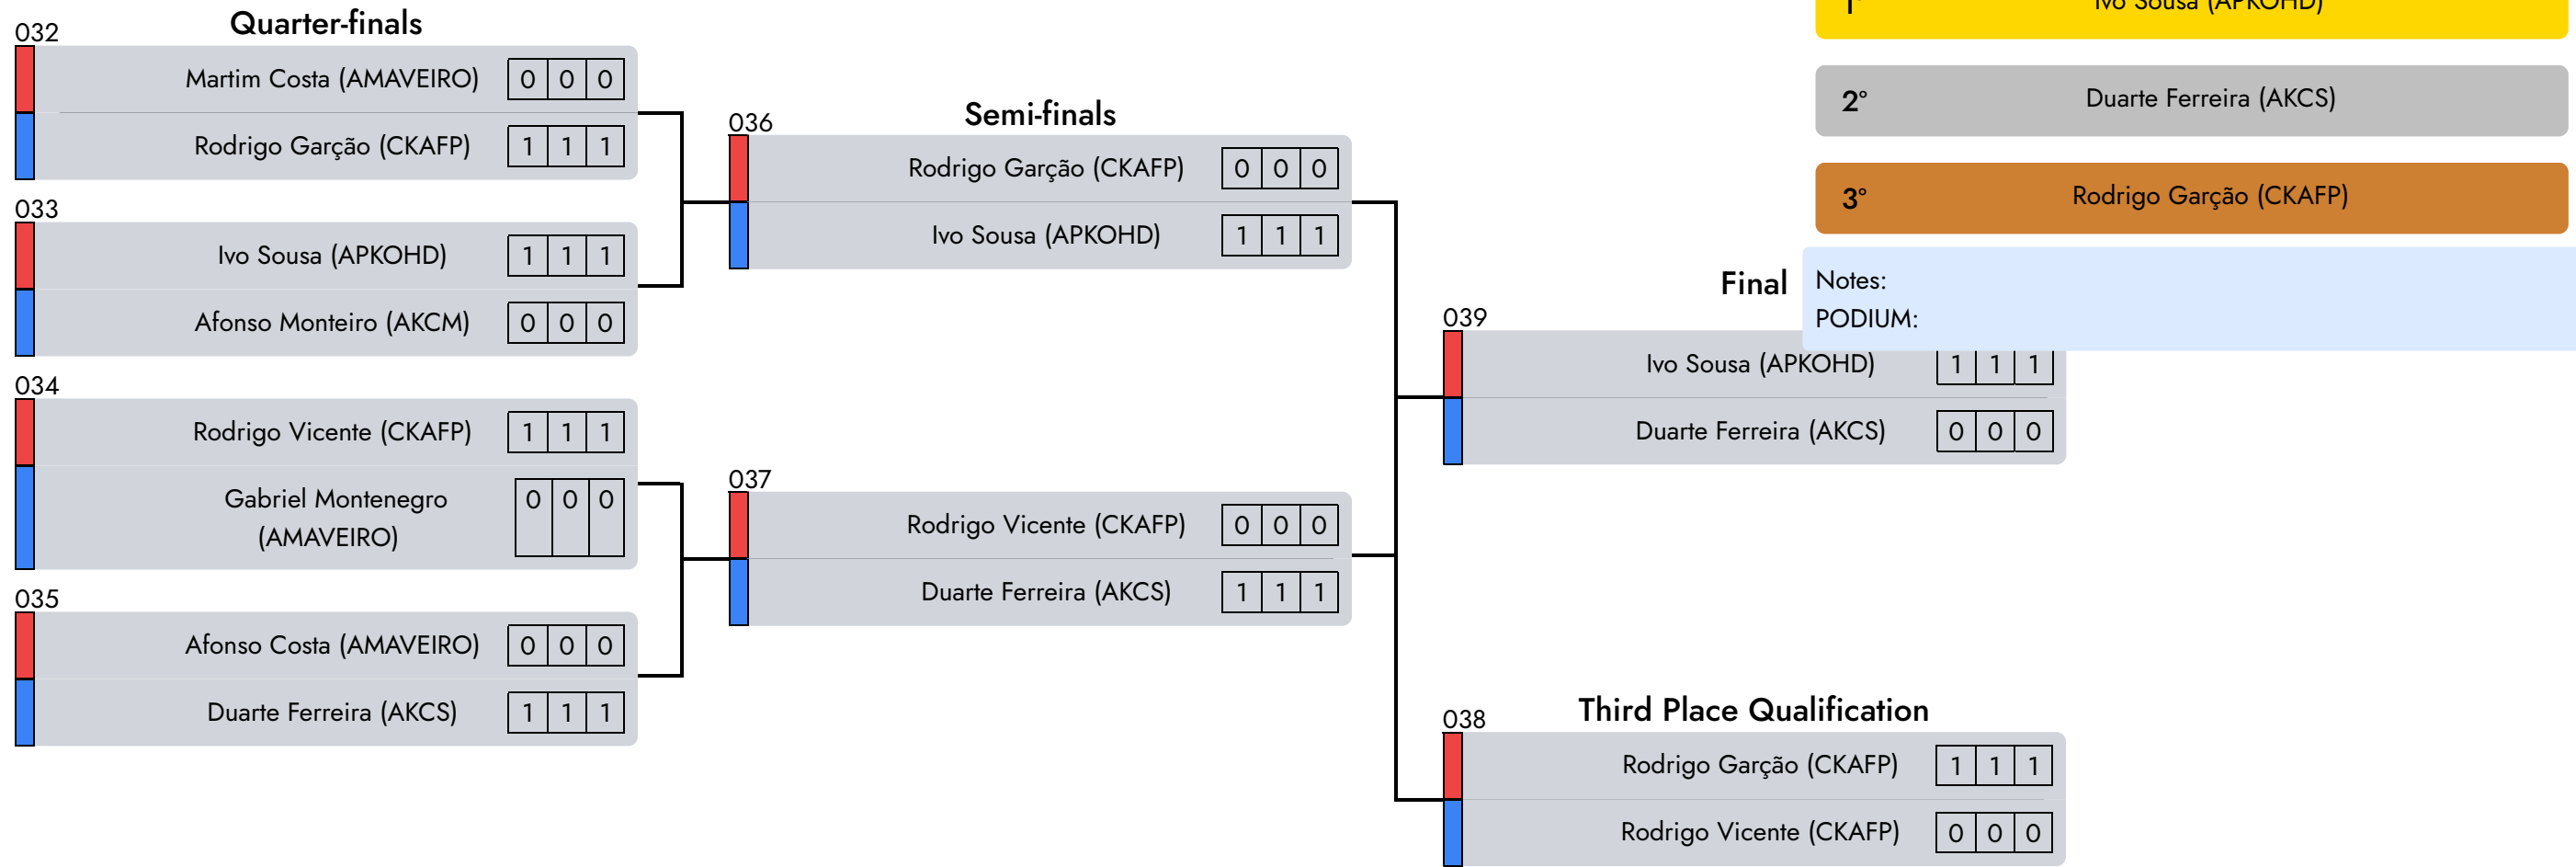 Quarter-finals
032
Martim Costa (AMAVEIRO) 0 0 0
Rodrigo Garção (CKAFP) 1 1 1
033
Ivo Sousa (APKOHD) 1 1 1
Afonso Monteiro (AKCM) 0 0 0
034
Rodrigo Vicente (CKAFP) 1 1 1
Gabriel Montenegro 0 0 0
(AMAVEIRO)
035
Afonso Costa (AMAVEIRO) 0 0 0
Duarte Ferreira (AKCS) 1 1 1
Semi-finals
036
Rodrigo Garção (CKAFP) 0 0 0
Ivo Sousa (APKOHD) 1 1 1
037
Rodrigo Vicente (CKAFP) 0 0 0
Duarte Ferreira (AKCS) 1 1 1
Final
039
Ivo Sousa (APKOHD) 1 1 1
Duarte Ferreira (AKCS) 0 0 0
Third Place Qualification
038
Rodrigo Garção (CKAFP) 1 1 1
Rodrigo Vicente (CKAFP) 0 0 0
1° Ivo Sousa (APKOHD)
2° Duarte Ferreira (AKCS)
3° Rodrigo Garção (CKAFP)
Notes:
PODIUM: